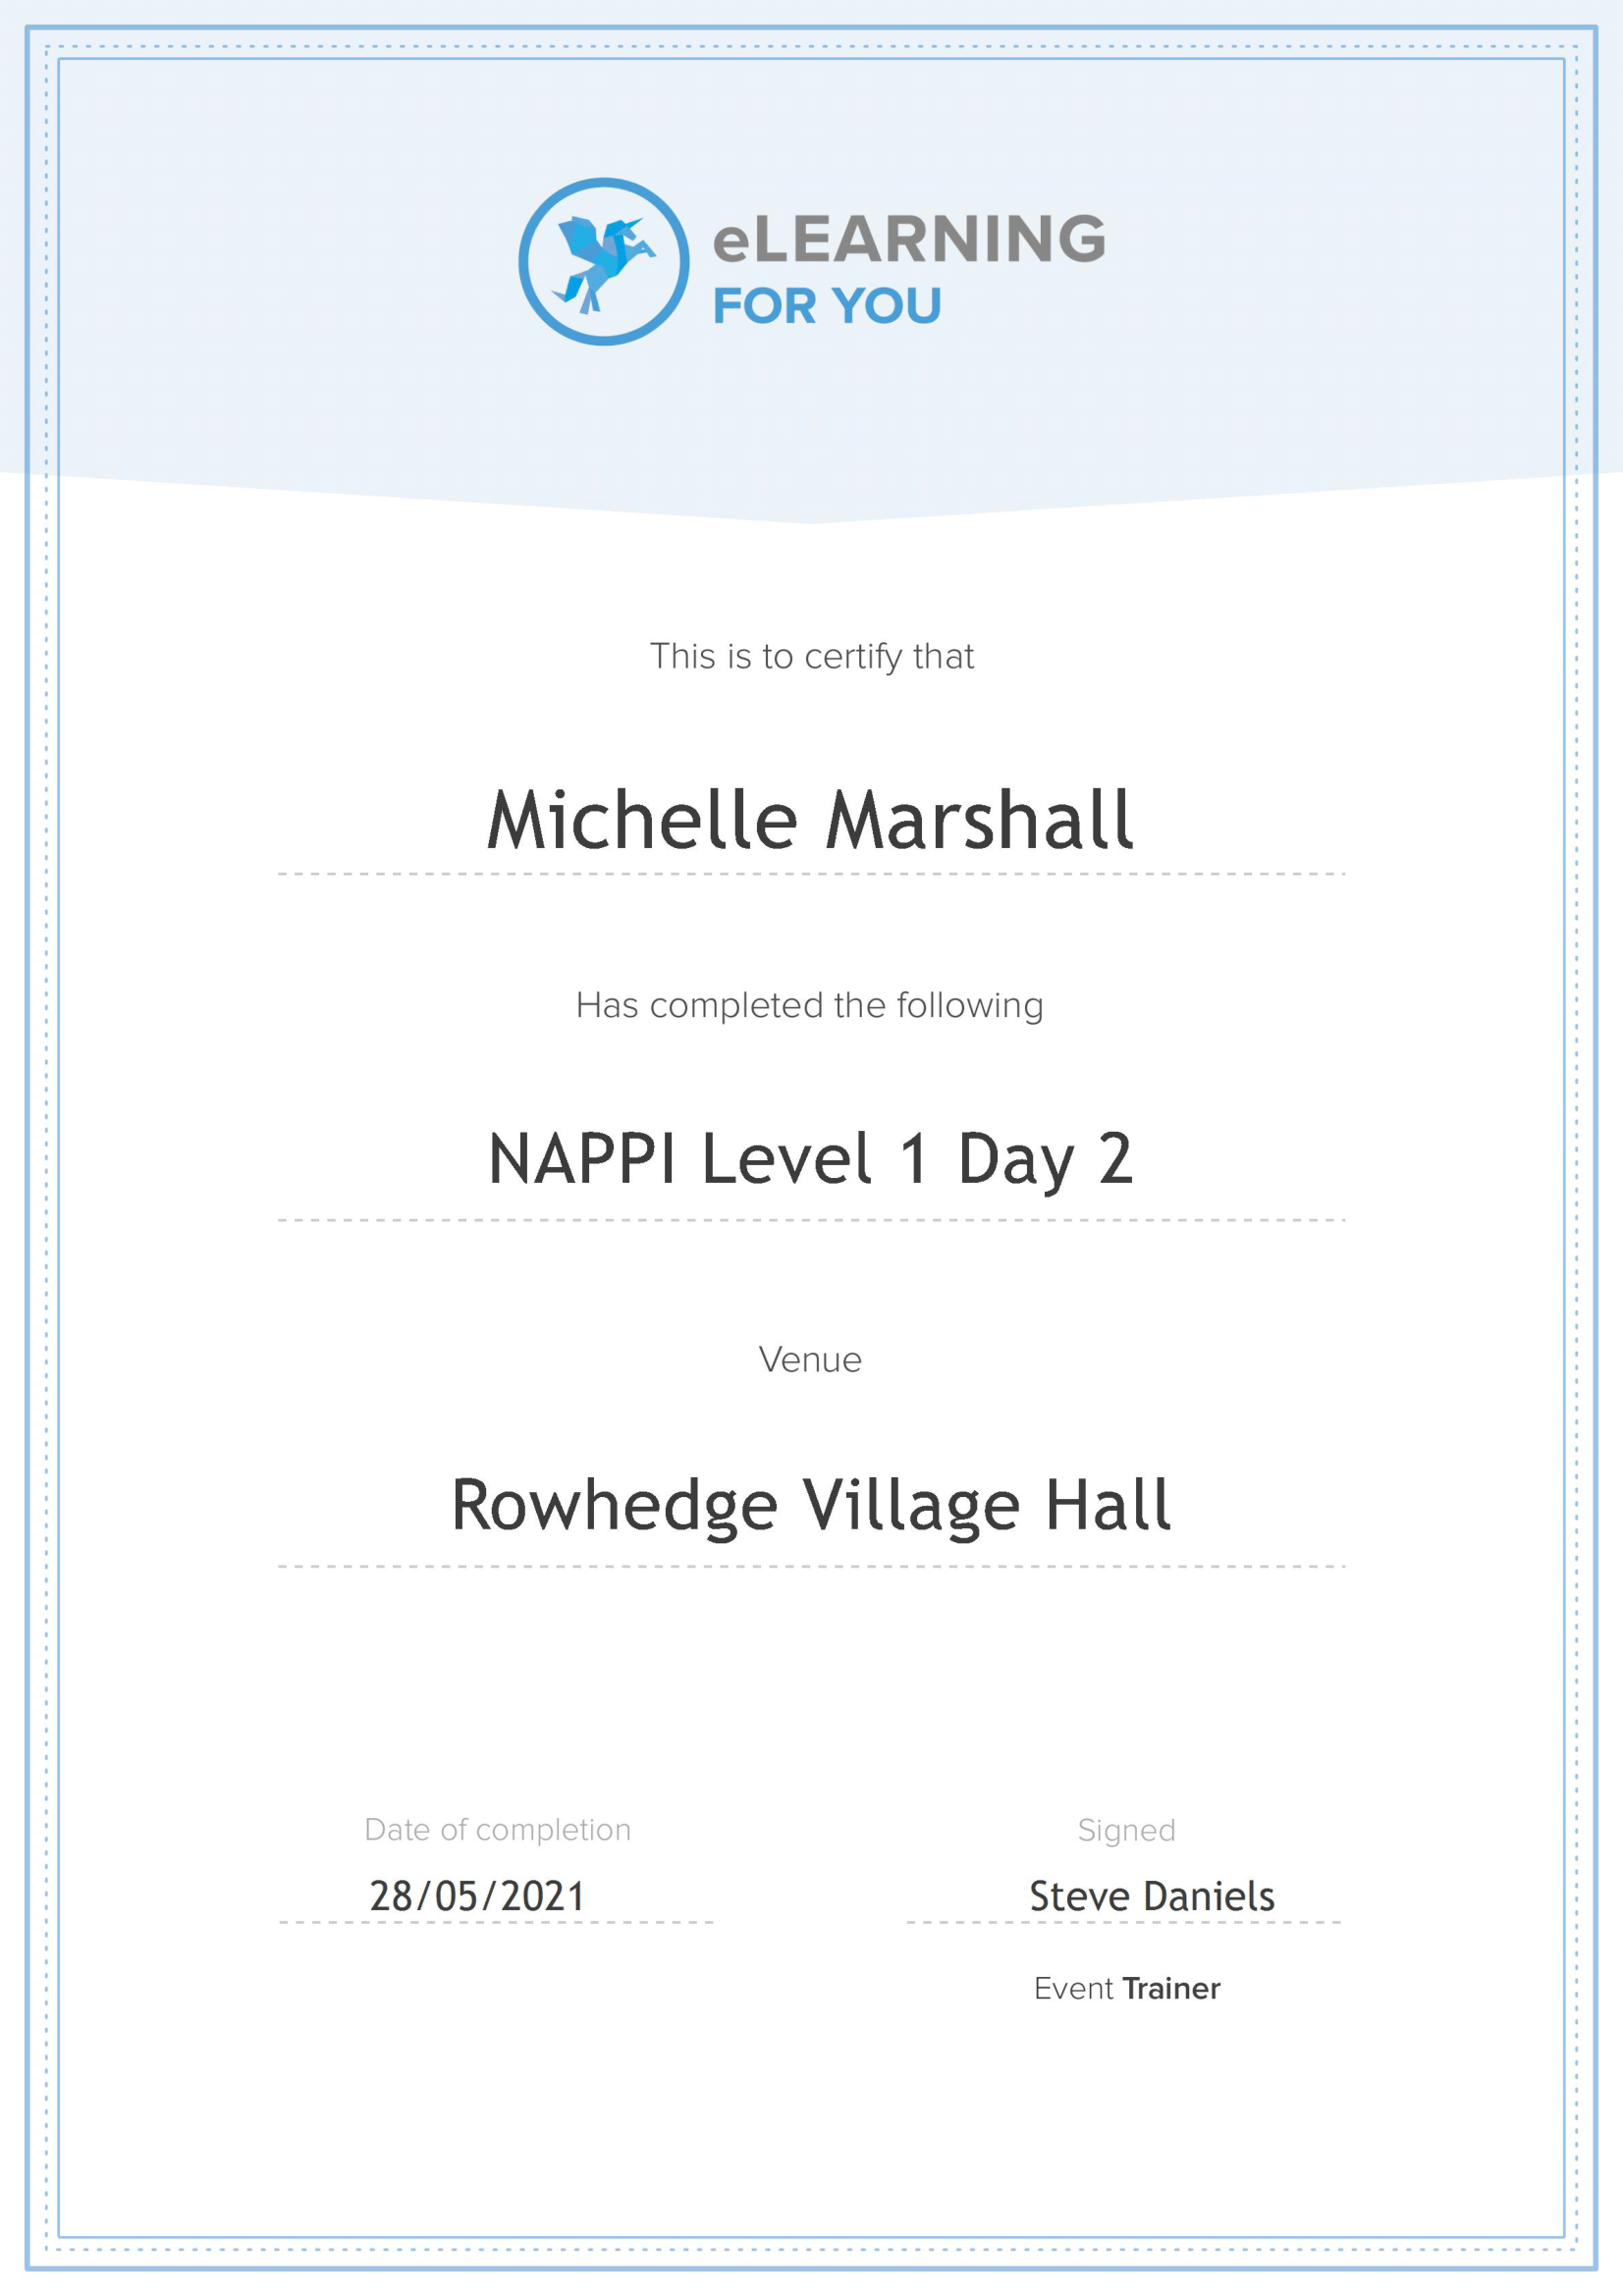 eLEARNING
FOR YOU
This is to certify that
Michelle Marshall
Has completed the following
NAPPI Level 1 Day 2
Venue
Rowhedge Village Hall
Date of completion
Signed
28/05/2021
Steve Daniels
Event Trainer